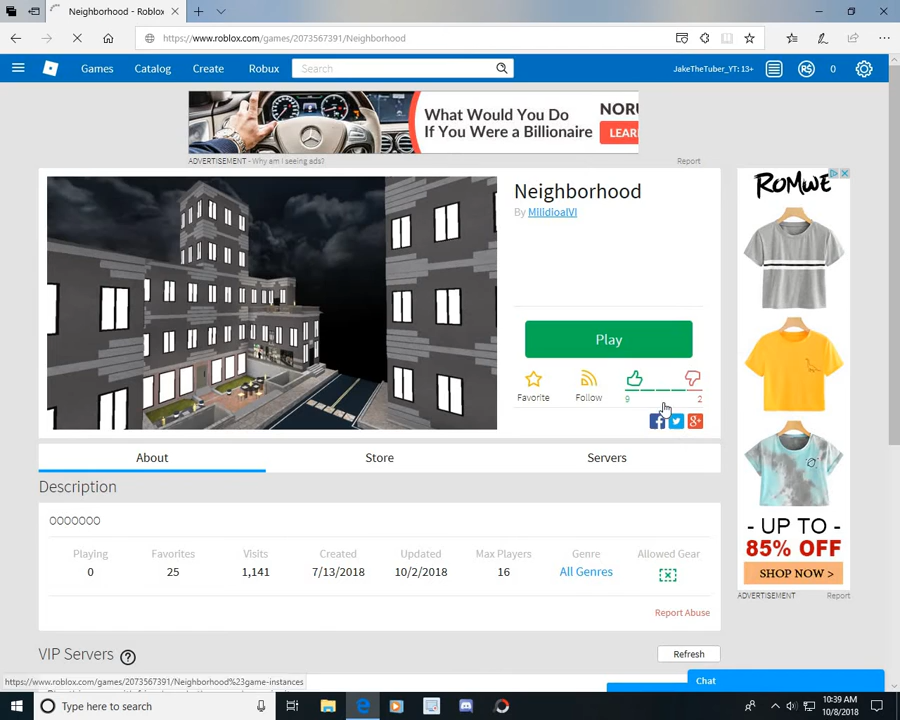 Neighborhood - Roblox
https://www.roblox.com/games/2073567391/Neighborhood
Games
Catalog
Create
Robux
Search
JakeTheTuber_YT: 13+
0
What Would You Do
If You Were a Billionaire
ADVERTISEMENT - Why am I seeing ads?
Report
Neighborhood
By MilidioalVI
Play
Favorite
Follow
9
2
ROMWE
- UP TO -
85% OFF
SHOP NOW >
ADVERTISEMENT
Report
About
Store
Servers
Description
OOOOOOO
Playing Favorites Visits Created Updated Max Players Genre Allowed Gear
0 25 1,141 7/13/2018 10/2/2018 16 All Genres
Report Abuse
VIP Servers
Refresh
https://www.roblox.com/games/2073567391/Neighborhood%23game-instances
Chat
Type here to search
10:39 AM
10/8/2018